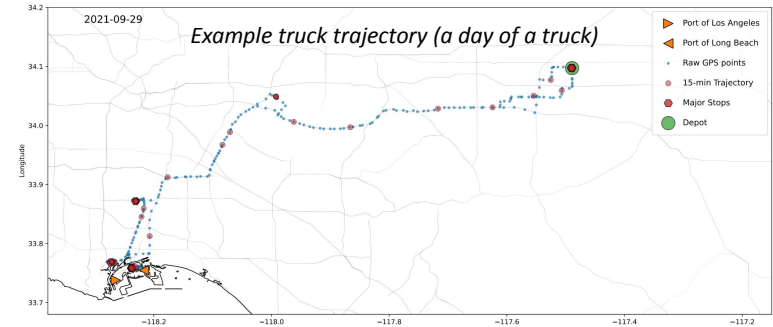 2021-09-29
Example truck trajectory (a day of a truck)
Port of Los Angeles
Port of Long Beach
Raw GPS points
15-min Trajectory
Major Stops
Depot
Longitude
34.2
34.1
34.0
33.9
33.8
33.7
−118.2
−118.0
−117.8
−117.6
−117.4
−117.2